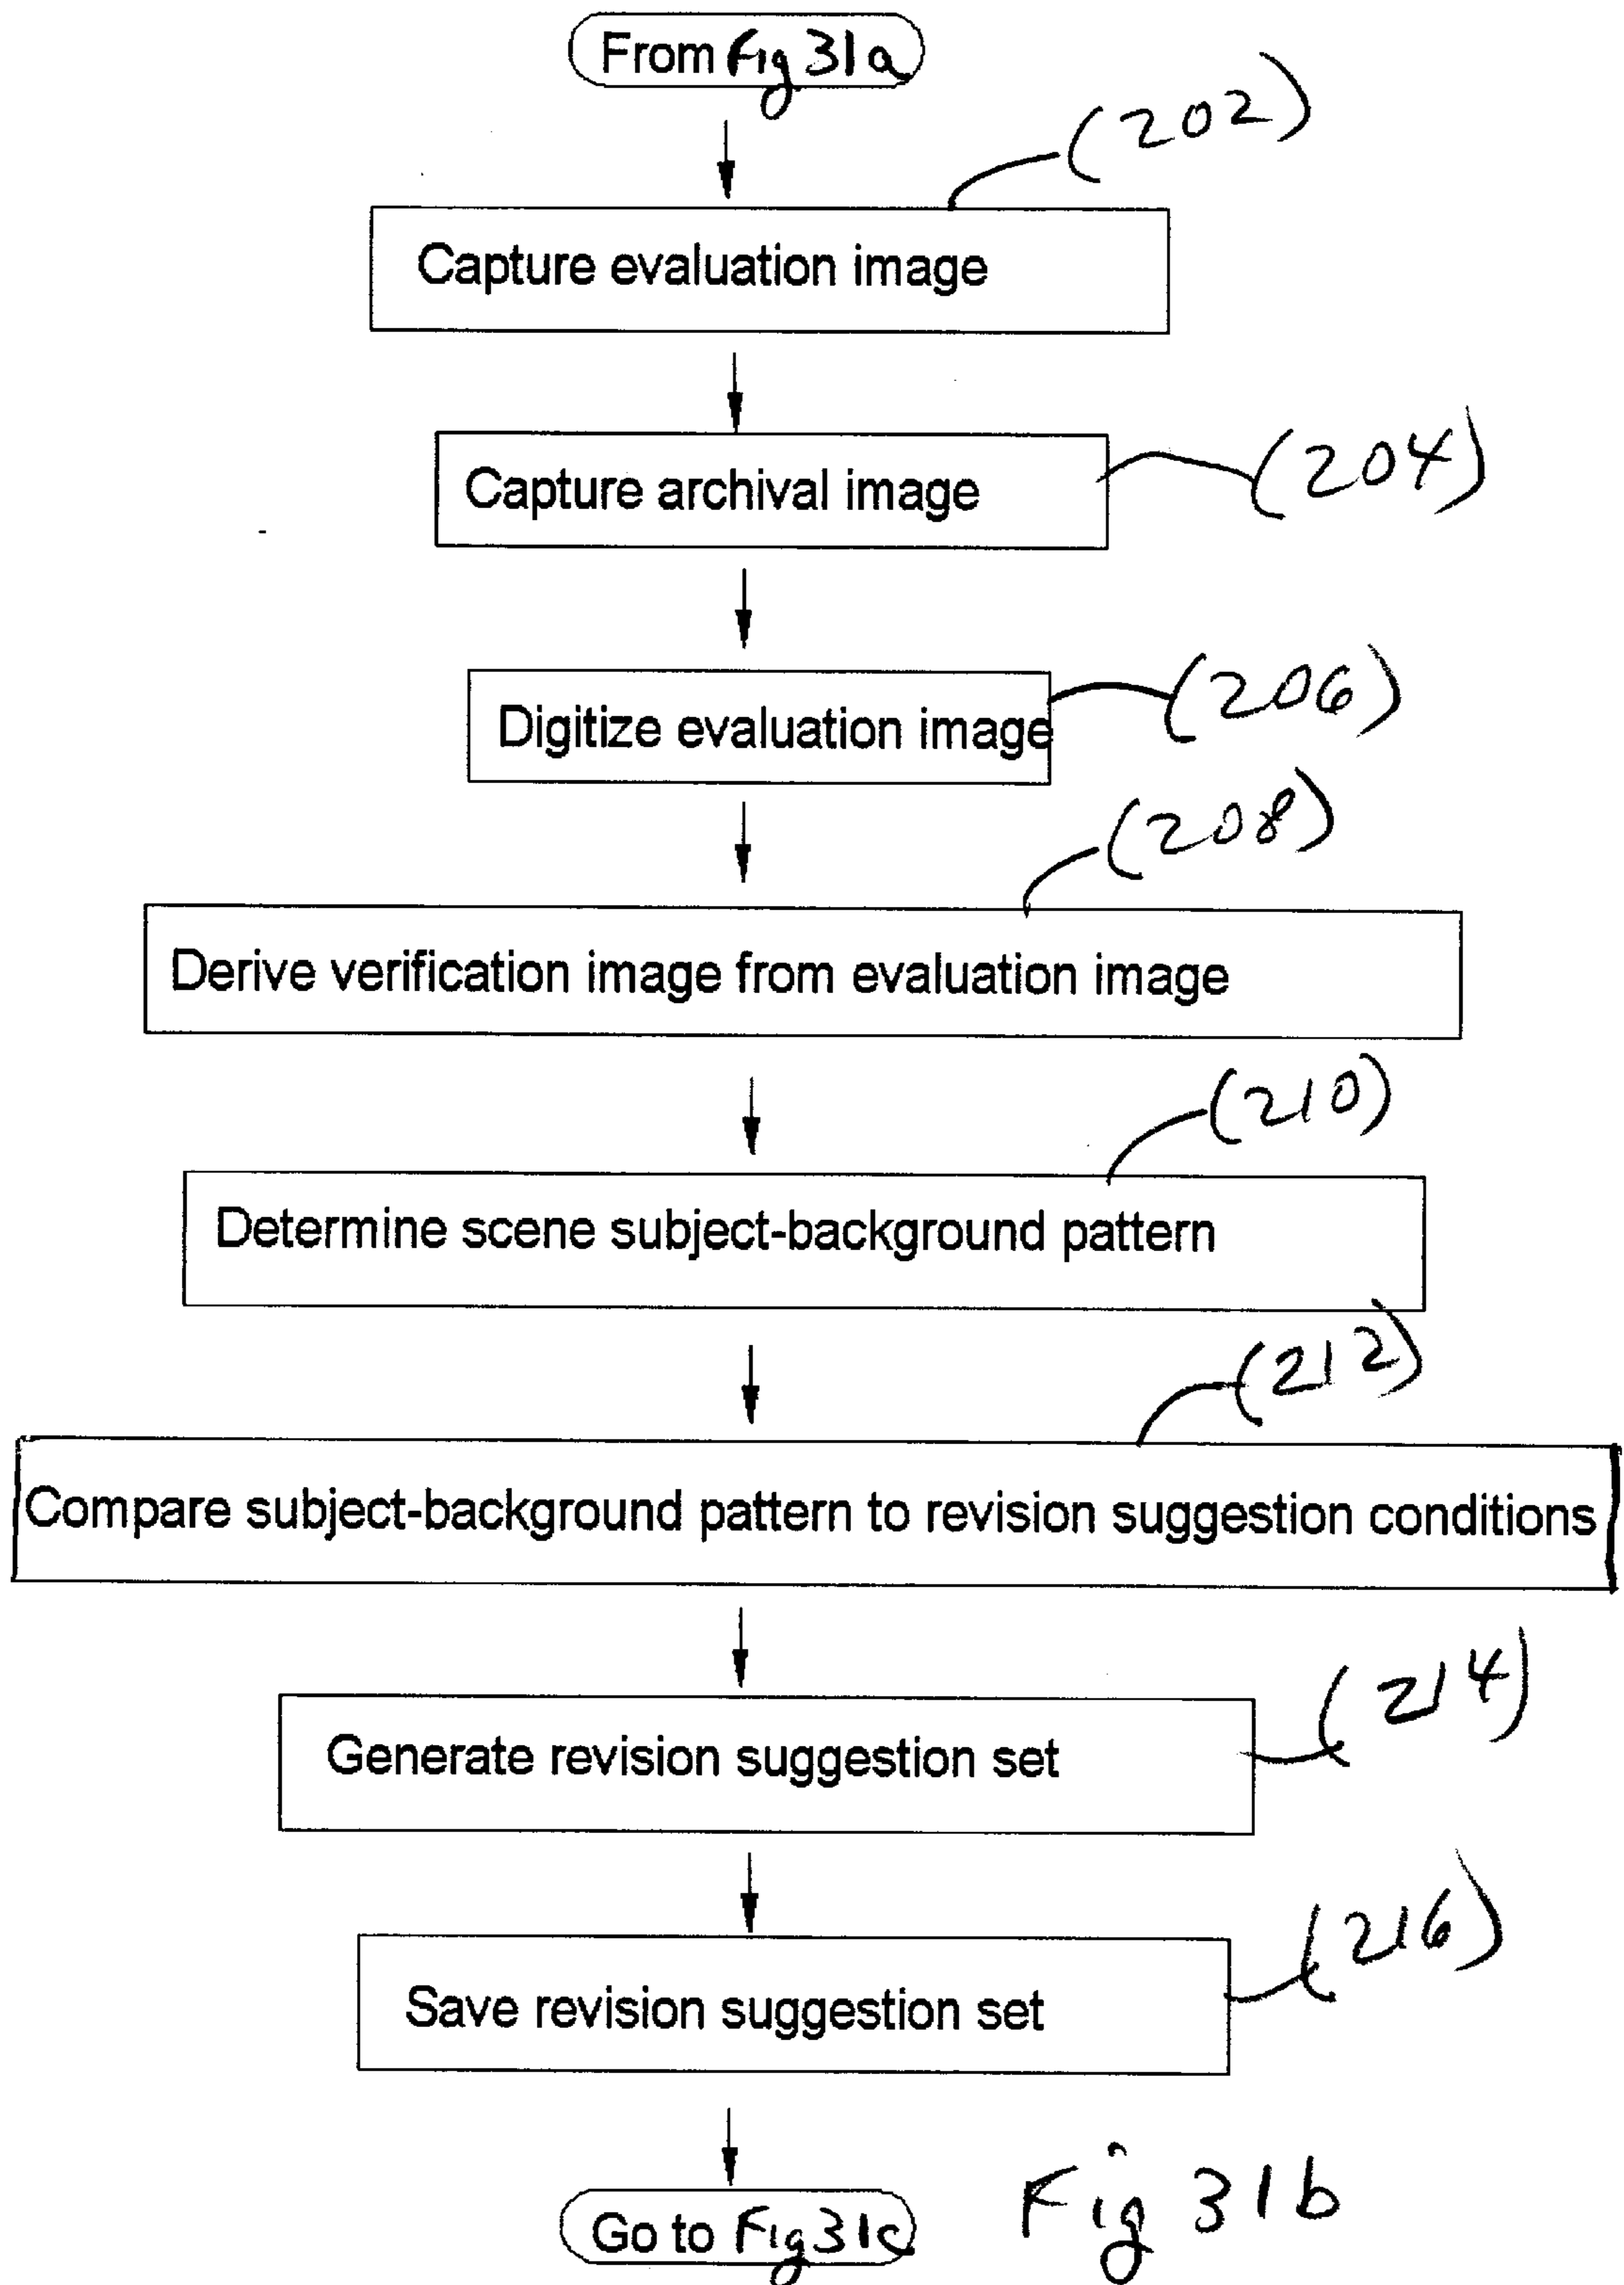 From Fig 31a
(202)
Capture evaluation image
(204)
Capture archival image
(206)
Digitize evaluation image
(208)
Derive verification image from evaluation image
(210)
Determine scene subject-background pattern
(212)
Compare subject-background pattern to revision suggestion conditions
(214)
Generate revision suggestion set
(216)
Save revision suggestion set
Go to Fig 31c
Fig 31b